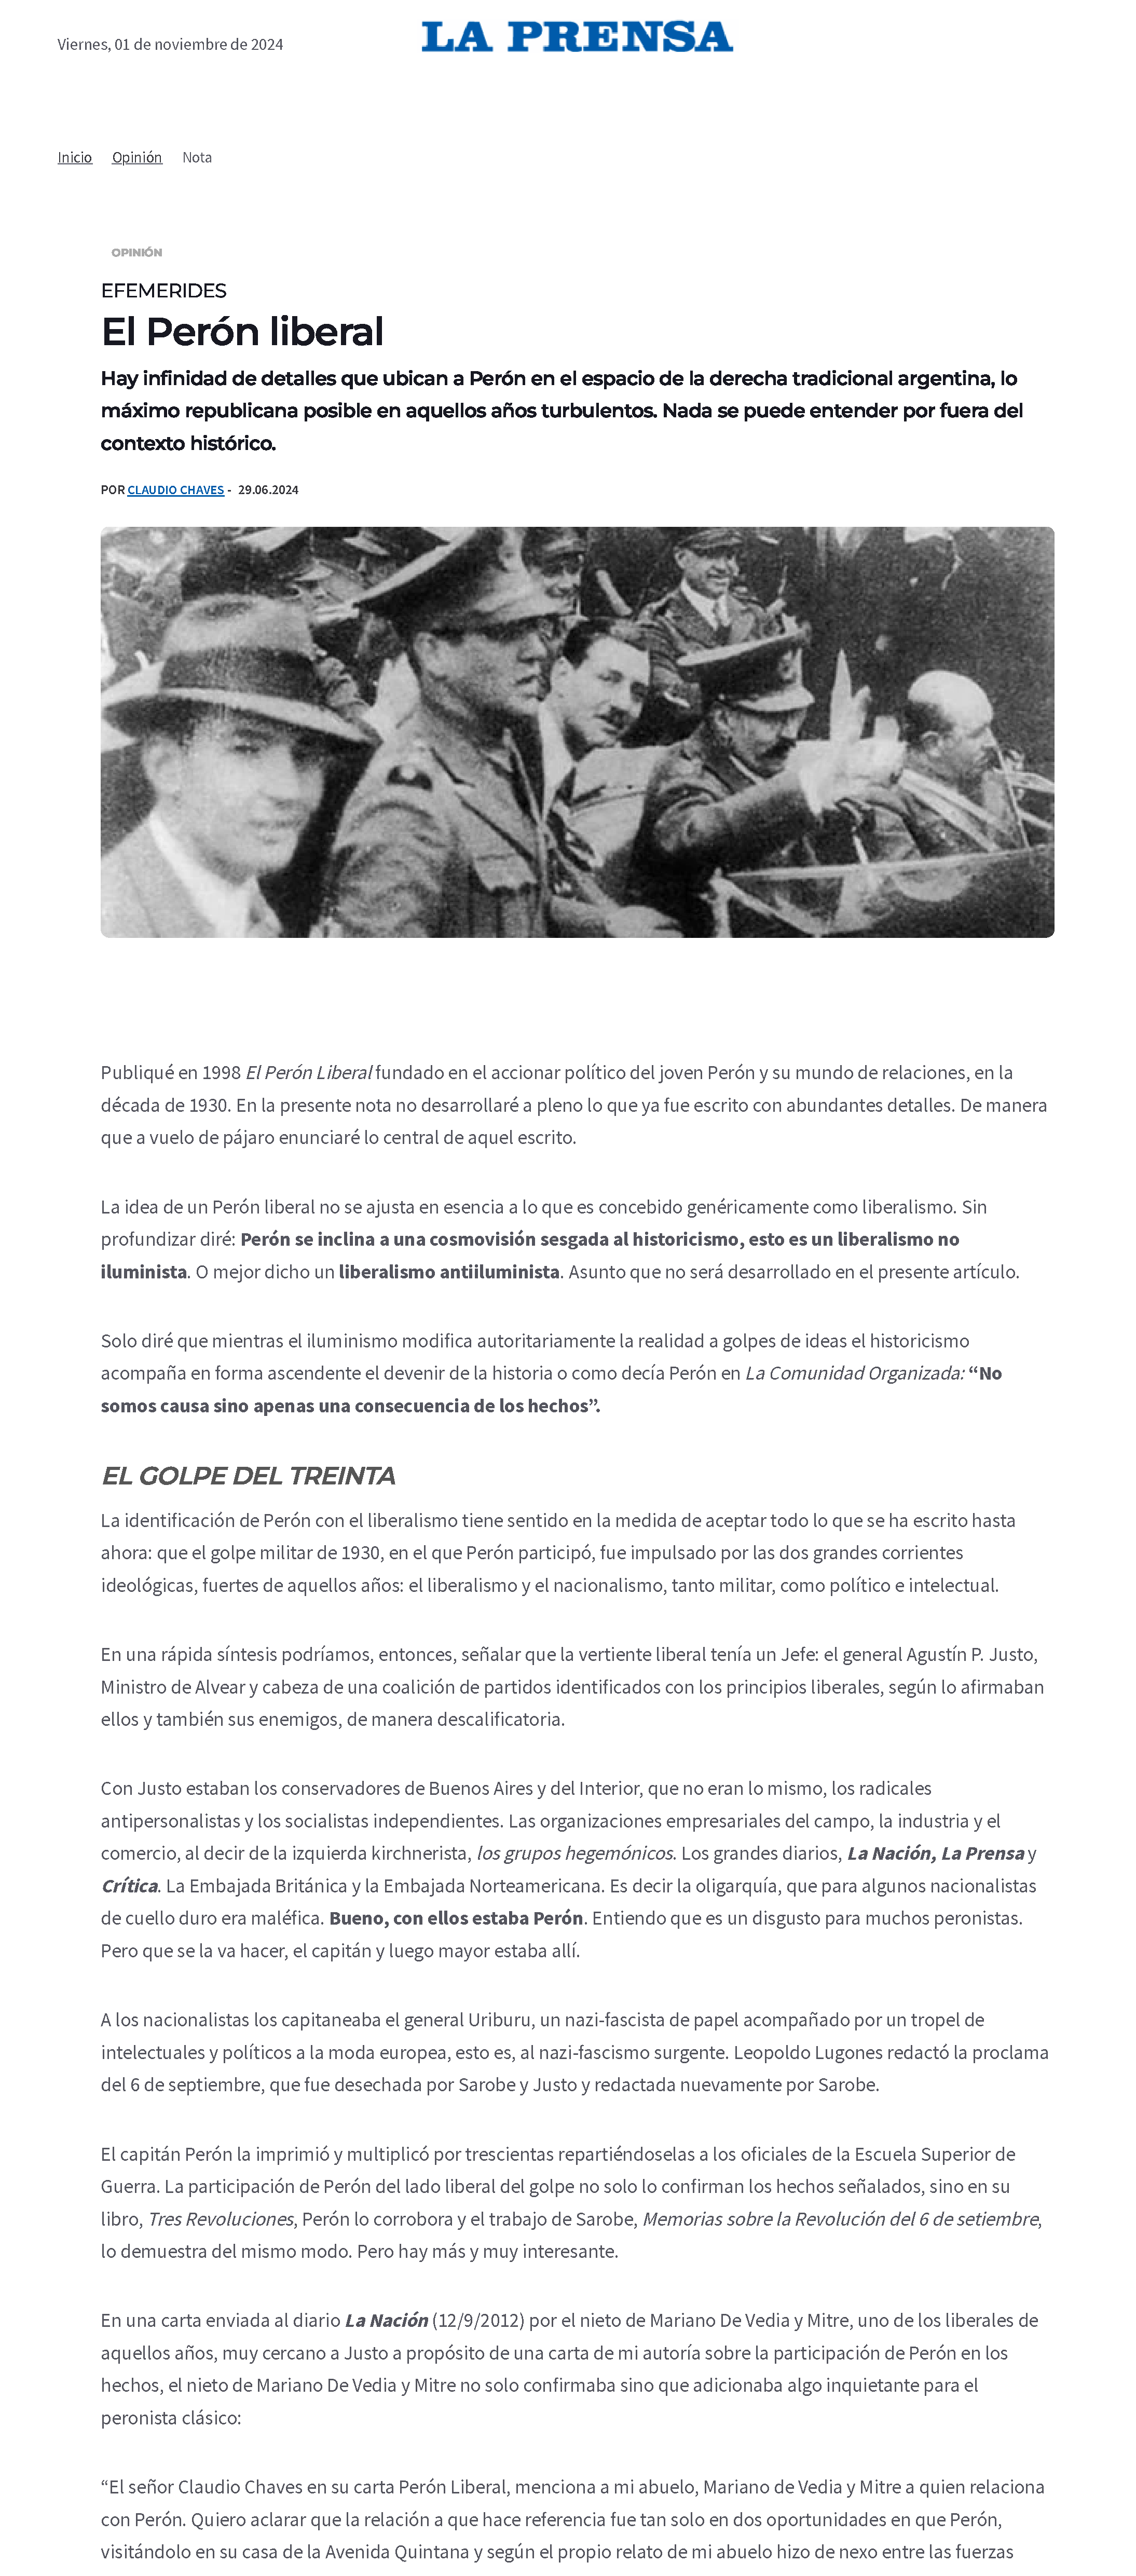 Viernes, 01 de noviembre de 2024
LA PRENSA
Inicio Opinión Nota
OPINIÓN
EFEMERIDES
El Perón liberal
Hay infinidad de detalles que ubican a Perón en el espacio de la derecha tradicional argentina, lo
máximo republicana posible en aquellos años turbulentos. Nada se puede entender por fuera del
contexto histórico.
POR CLAUDIO CHAVES - 29.06.2024
Publiqué en 1998 El Perón Liberal fundado en el accionar político del joven Perón y su mundo de relaciones, en la
década de 1930. En la presente nota no desarrollaré a pleno lo que ya fue escrito con abundantes detalles. De manera
que a vuelo de pájaro enunciaré lo central de aquel escrito.
La idea de un Perón liberal no se ajusta en esencia a lo que es concebido genéricamente como liberalismo. Sin
profundizar diré: Perón se inclina a una cosmovisión sesgada al historicismo, esto es un liberalismo no
iluminista. O mejor dicho un liberalismo antiiluminista. Asunto que no será desarrollado en el presente artículo.
Solo diré que mientras el iluminismo modifica autoritariamente la realidad a golpes de ideas el historicismo
acompaña en forma ascendente el devenir de la historia o como decía Perón en La Comunidad Organizada: “No
somos causa sino apenas una consecuencia de los hechos”.
EL GOLPE DEL TREINTA
La identificación de Perón con el liberalismo tiene sentido en la medida de aceptar todo lo que se ha escrito hasta
ahora: que el golpe militar de 1930, en el que Perón participó, fue impulsado por las dos grandes corrientes
ideológicas, fuertes de aquellos años: el liberalismo y el nacionalismo, tanto militar, como político e intelectual.
En una rápida síntesis podríamos, entonces, señalar que la vertiente liberal tenía un Jefe: el general Agustín P. Justo,
Ministro de Alvear y cabeza de una coalición de partidos identificados con los principios liberales, según lo afirmaban
ellos y también sus enemigos, de manera descalificatoria.
Con Justo estaban los conservadores de Buenos Aires y del Interior, que no eran lo mismo, los radicales
antipersonalistas y los socialistas independientes. Las organizaciones empresariales del campo, la industria y el
comercio, al decir de la izquierda kirchnerista, los grupos hegemónicos. Los grandes diarios, La Nación, La Prensa y
Crítica. La Embajada Británica y la Embajada Norteamericana. Es decir la oligarquía, que para algunos nacionalistas
de cuello duro era maléfica. Bueno, con ellos estaba Perón. Entiendo que es un disgusto para muchos peronistas.
Pero que se la va hacer, el capitán y luego mayor estaba allí.
A los nacionalistas los capitaneaba el general Uriburu, un nazi-fascista de papel acompañado por un tropel de
intelectuales y políticos a la moda europea, esto es, al nazi-fascismo surgente. Leopoldo Lugones redactó la proclama
del 6 de septiembre, que fue desechada por Sarobe y Justo y redactada nuevamente por Sarobe.
El capitán Perón la imprimió y multiplicó por trescientas repartiéndoselas a los oficiales de la Escuela Superior de
Guerra. La participación de Perón del lado liberal del golpe no solo lo confirman los hechos señalados, sino en su
libro, Tres Revoluciones, Perón lo corrobora y el trabajo de Sarobe, Memorias sobre la Revolución del 6 de setiembre,
lo demuestra del mismo modo. Pero hay más y muy interesante.
En una carta enviada al diario La Nación (12/9/2012) por el nieto de Mariano De Vedia y Mitre, uno de los liberales de
aquellos años, muy cercano a Justo a propósito de una carta de mi autoría sobre la participación de Perón en los
hechos, el nieto de Mariano De Vedia y Mitre no solo confirmaba sino que adicionaba algo inquietante para el
peronista clásico:
“El señor Claudio Chaves en su carta Perón Liberal, menciona a mi abuelo, Mariano de Vedia y Mitre a quien relaciona
con Perón. Quiero aclarar que la relación a que hace referencia fue tan solo en dos oportunidades en que Perón,
visitándolo en su casa de la Avenida Quintana y según el propio relato de mi abuelo hizo de nexo entre las fuerzas